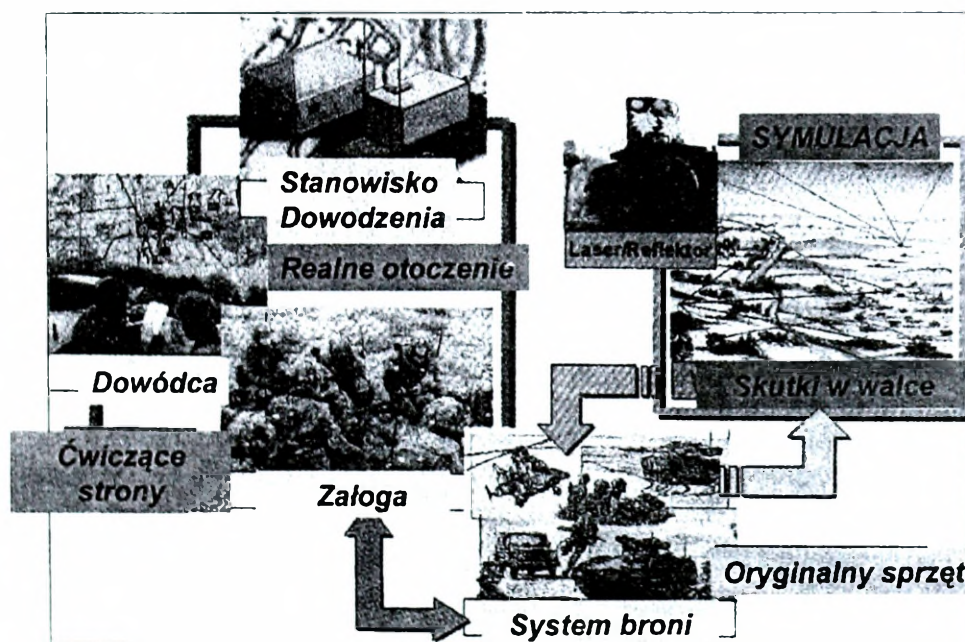 SYMULACJA
Stanowisko
Dowodzenia
Laser/Reflektor
Realne otoczenie
Dowódca
Skutki w walce
Ćwiczące
strony
Załoga
Oryginalny sprzęt
System broni